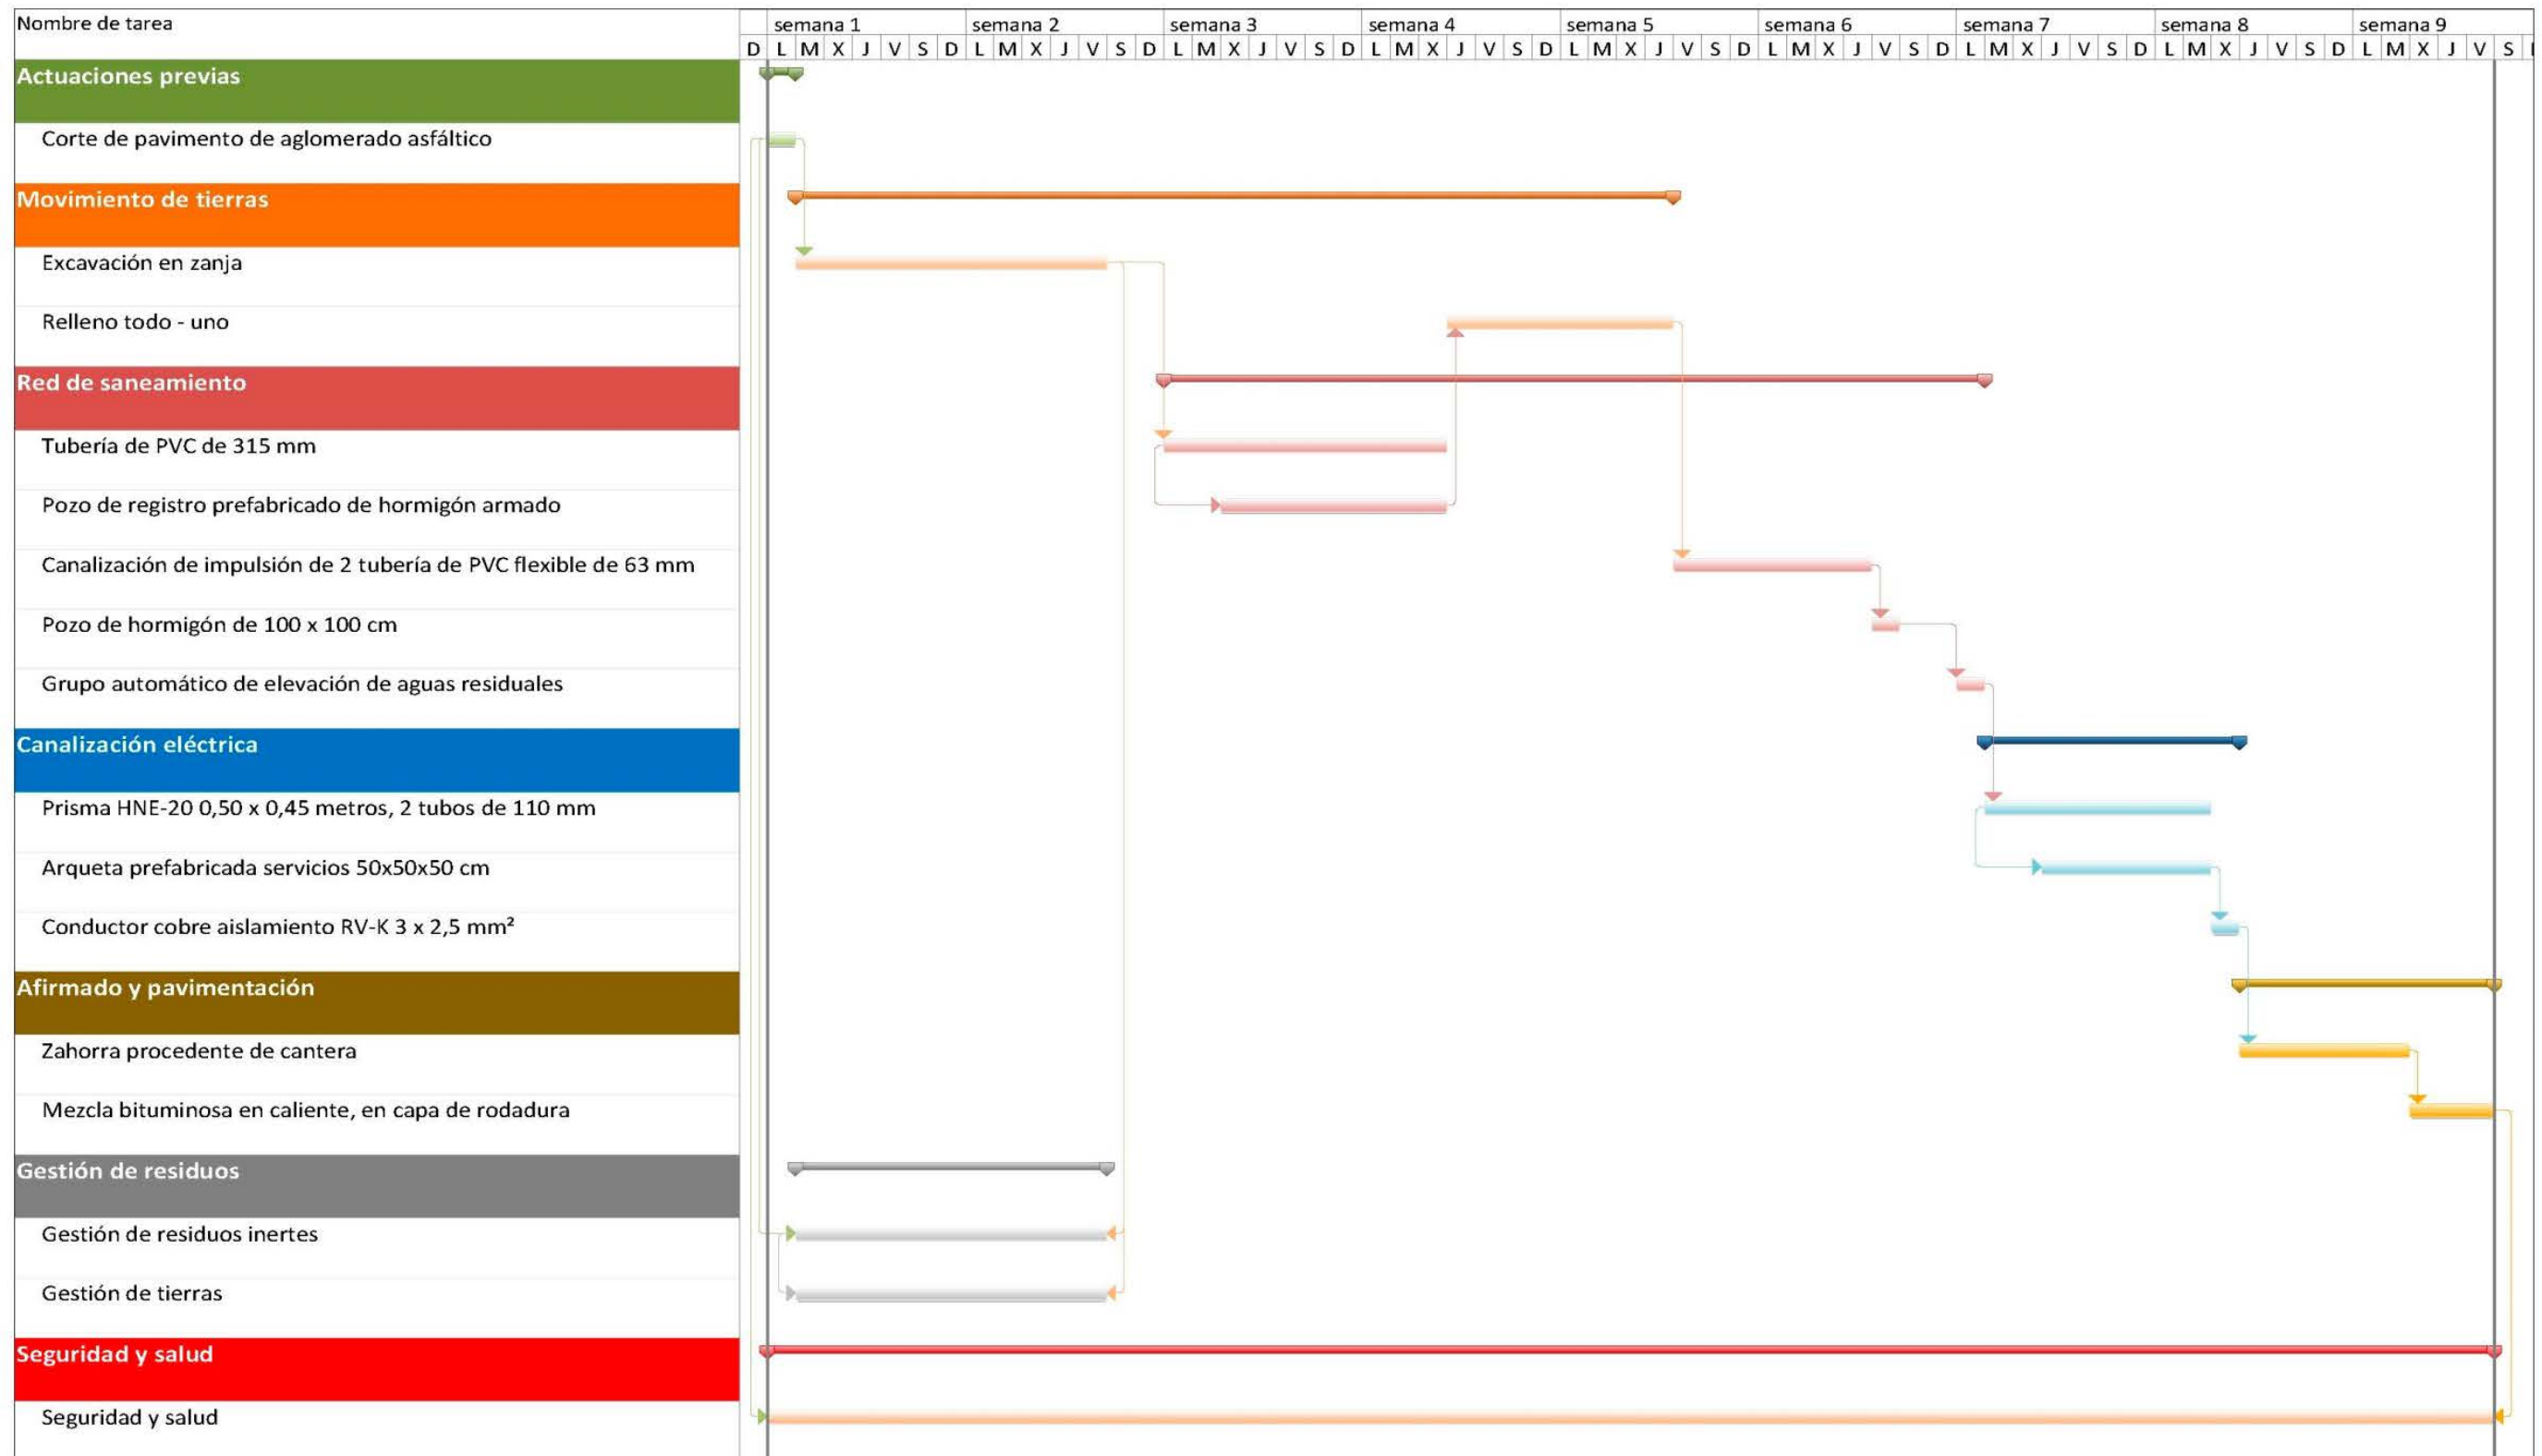 Nombre de tarea
semana 1 semana 2 semana 3 semana 4 semana 5 semana 6 semana 7 semana 8 semana 9
D L M X J V S D L M X J V S D L M X J V S D L M X J V S D L M X J V S D L M X J V S D L M X J V S D L M X J V S D L M X J V S
Actuaciones previas
Corte de pavimento de aglomerado asfáltico
Movimiento de tierras
Excavación en zanja
Relleno todo - uno
Red de saneamiento
Tubería de PVC de 315 mm
Pozo de registro prefabricado de hormigón armado
Canalización de impulsión de 2 tubería de PVC flexible de 63 mm
Pozo de hormigón de 100 x 100 cm
Grupo automático de elevación de aguas residuales
Canalización eléctrica
Prisma HNE-20 0,50 x 0,45 metros, 2 tubos de 110 mm
Arqueta prefabricada servicios 50x50x50 cm
Conductor cobre aislamiento RV-K 3 x 2,5 mm²
Afirmado y pavimentación
Zahorra procedente de cantera
Mezcla bituminosa en caliente, en capa de rodadura
Gestión de residuos
Gestión de residuos inertes
Gestión de tierras
Seguridad y salud
Seguridad y salud